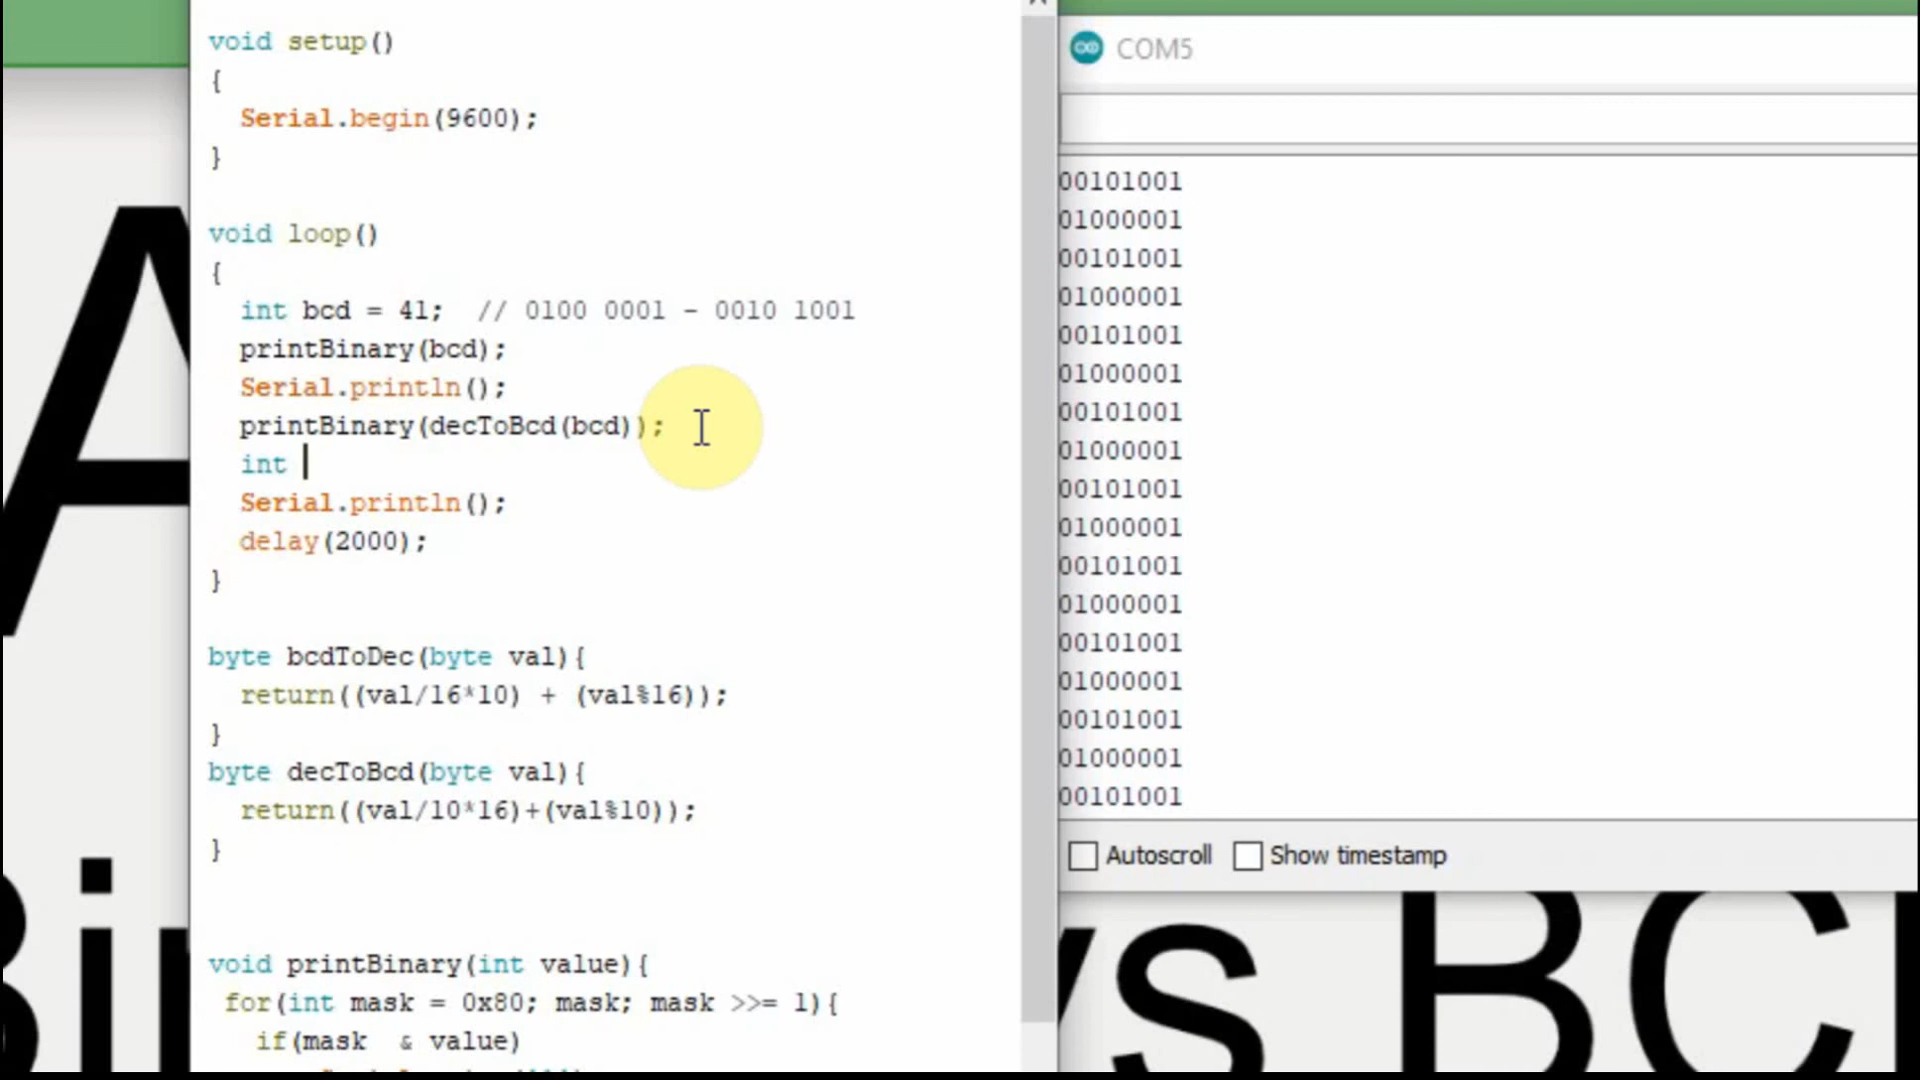 void setup()
{
Serial.begin(9600);
}
void loop()
{
int bcd = 41;  // 0100 0001 - 0010 1001
printBinary(bcd);
Serial.println();
printBinary(decToBcd(bcd));
int
Serial.println();
delay(2000);
}
byte bcdToDec(byte val){
return((val/16*10) + (val%16));
}
byte decToBcd(byte val){
return((val/10*16)+(val%10));
}
void printBinary(int value){
for(int mask = 0x80; mask; mask >>= 1){
if(mask  & value)
COM5
00101001
01000001
00101001
01000001
00101001
01000001
00101001
01000001
00101001
01000001
00101001
01000001
00101001
01000001
00101001
01000001
00101001
Autoscroll
Show timestamp
A
Bin
vs BCD